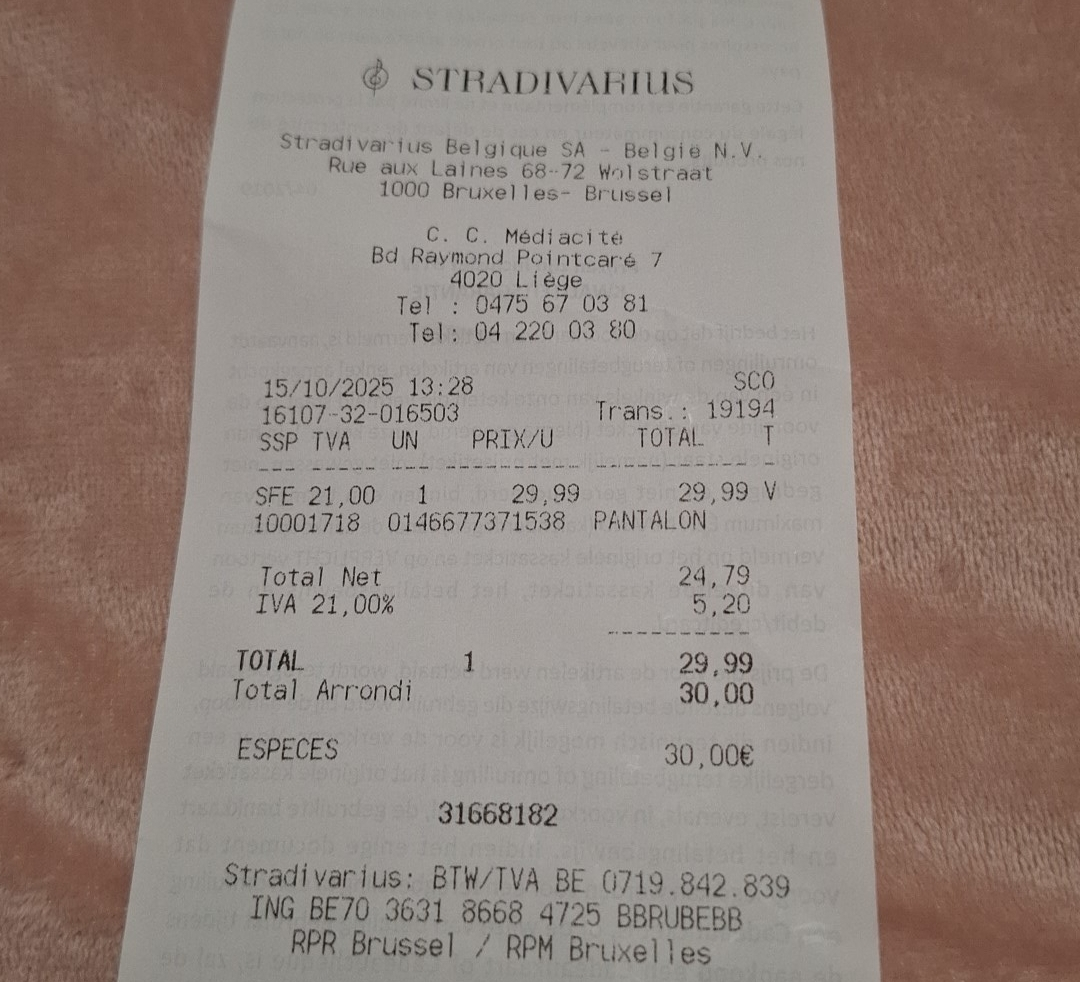 STRADIVARIUS
Stradivarius Belgique SA - Belgie N.V.
Rue aux Laines 68-72 Wolstraat
1000 Bruxelles- Brussel
C. C. Médiacité
Bd Raymond Pointcaré 7
4020 Liège
Tel : 0475 67 03 81
Tel : 04 220 03 80
15/10/2025 13:28 SCO
16107-32-016503 Trans.: 19194
SSP TVA UN PRIX/U TOTAL T
SFE 21,00 1 29,99 29,99 V
10001718 0146677371538 PANTALON
Total Net 24,79
IVA 21,00% 5,20
TOTAL 1 29,99
Total Arrondi 30,00
ESPECES 30,00€
31668182
Stradivarius: BTW/TVA BE 0719.842.839
ING BE70 3631 8668 4725 BBRUBEBB
RPR Brussel / RPM Bruxelles